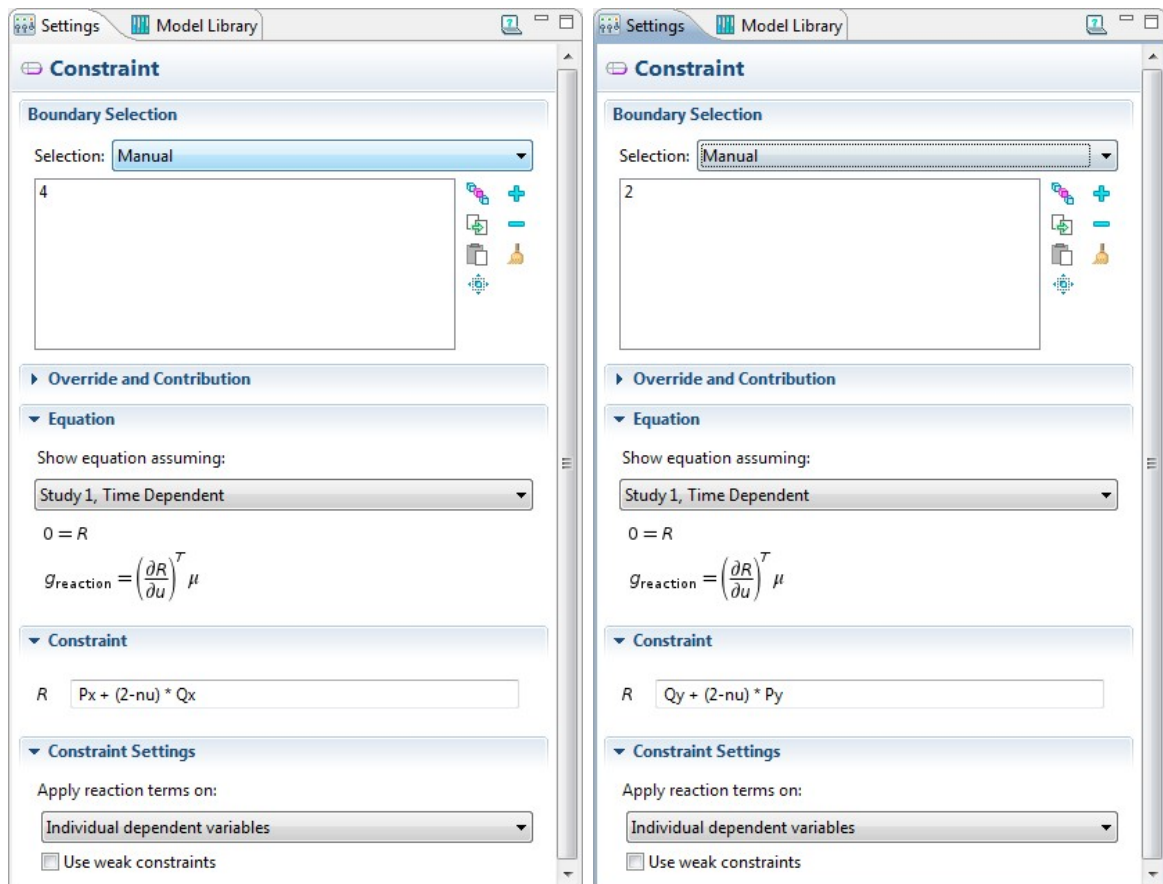 Settings Model Library
Constraint
Boundary Selection
Selection: Manual
4
Override and Contribution
Equation
Show equation assuming:
Study 1, Time Dependent
0 = R
g_reaction = (∂R/∂u)^T μ
Constraint
R Px + (2-nu) * Qx
Constraint Settings
Apply reaction terms on:
Individual dependent variables
Use weak constraints
Settings Model Library
Constraint
Boundary Selection
Selection: Manual
2
Override and Contribution
Equation
Show equation assuming:
Study 1, Time Dependent
0 = R
g_reaction = (∂R/∂u)^T μ
Constraint
R Qy + (2-nu) * Py
Constraint Settings
Apply reaction terms on:
Individual dependent variables
Use weak constraints